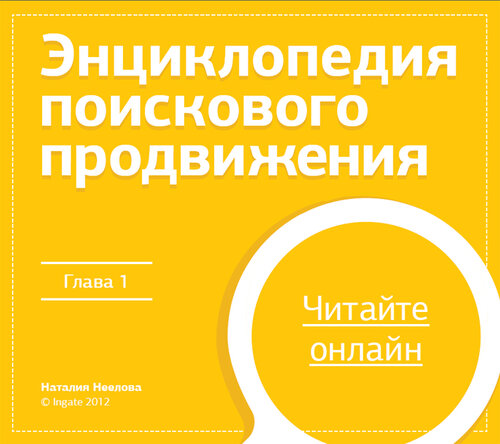 Энциклопедия
поискового
продвижения
Глава 1
Читайте
онлайн
Наталия Неелова
© Ingate 2012